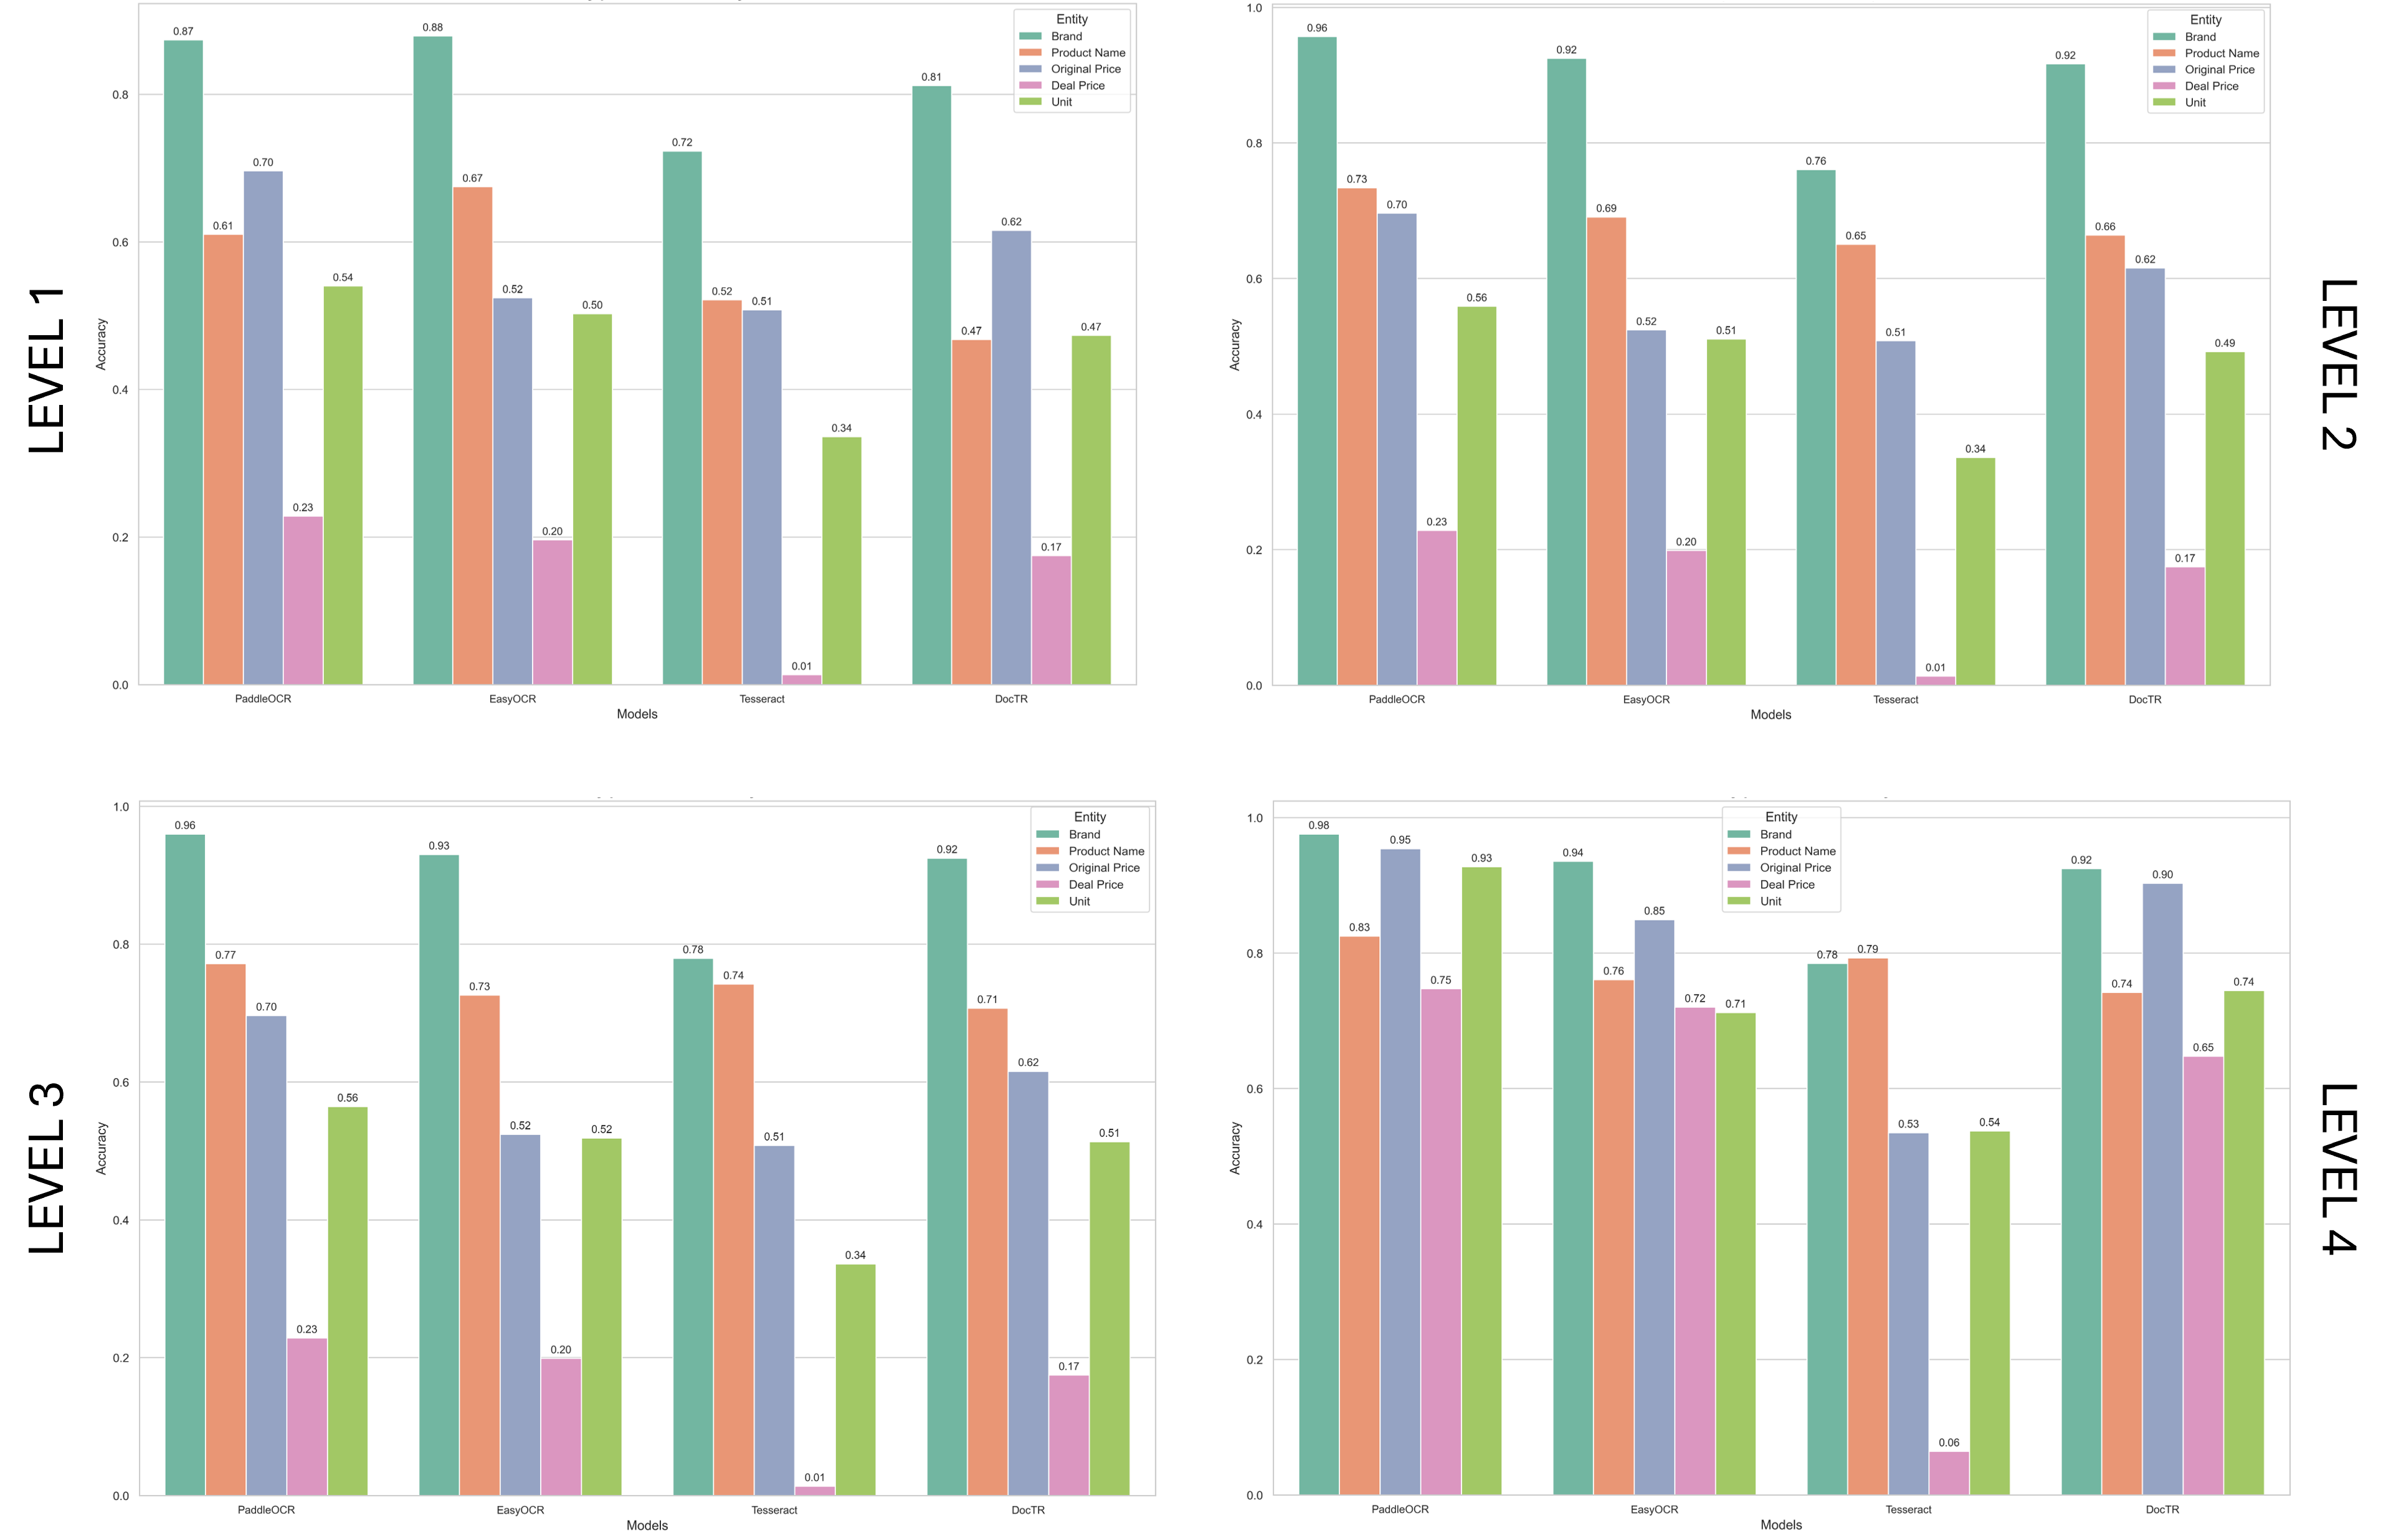 LEVEL 1
Entity
Brand
Product Name
Original Price
Deal Price
Unit
Accuracy
0.8
0.6
0.4
0.2
0.0
0.87
0.61
0.70
0.23
0.54
0.88
0.67
0.52
0.20
0.50
0.72
0.52
0.51
0.01
0.34
0.81
0.47
0.62
0.17
0.47
PaddleOCR
EasyOCR
Tesseract
DocTR
Models
LEVEL 2
Entity
Brand
Product Name
Original Price
Deal Price
Unit
Accuracy
1.0
0.8
0.6
0.4
0.2
0.0
0.96
0.73
0.70
0.23
0.56
0.92
0.69
0.52
0.20
0.51
0.76
0.65
0.51
0.01
0.34
0.92
0.66
0.62
0.17
0.49
PaddleOCR
EasyOCR
Tesseract
DocTR
Models
LEVEL 3
Entity
Brand
Product Name
Original Price
Deal Price
Unit
Accuracy
1.0
0.8
0.6
0.4
0.2
0.0
0.96
0.77
0.70
0.23
0.56
0.93
0.73
0.52
0.20
0.52
0.78
0.74
0.51
0.01
0.34
0.92
0.71
0.62
0.17
0.51
PaddleOCR
EasyOCR
Tesseract
DocTR
Models
LEVEL 4
Entity
Brand
Product Name
Original Price
Deal Price
Unit
Accuracy
1.0
0.8
0.6
0.4
0.2
0.0
0.98
0.83
0.95
0.75
0.93
0.94
0.76
0.85
0.72
0.71
0.78
0.79
0.53
0.06
0.54
0.92
0.74
0.90
0.65
0.74
PaddleOCR
EasyOCR
Tesseract
DocTR
Models